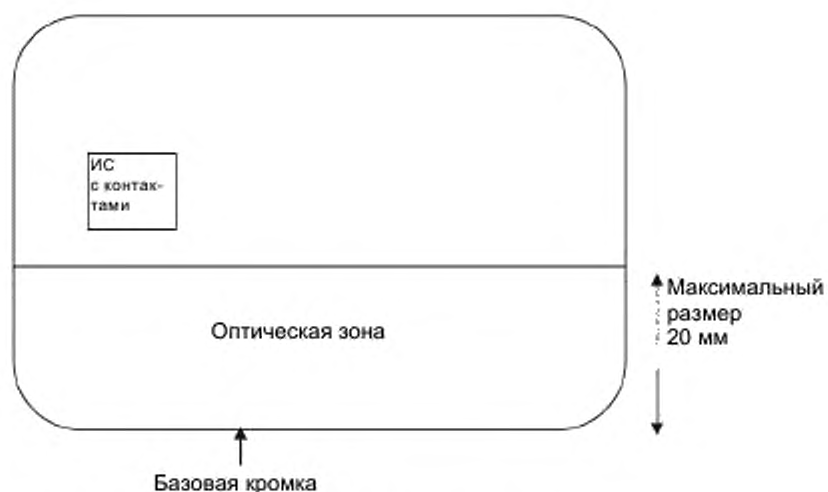 ИС
с контак-
тами
Максимальный
размер
20 мм
Оптическая зона
Базовая кромка